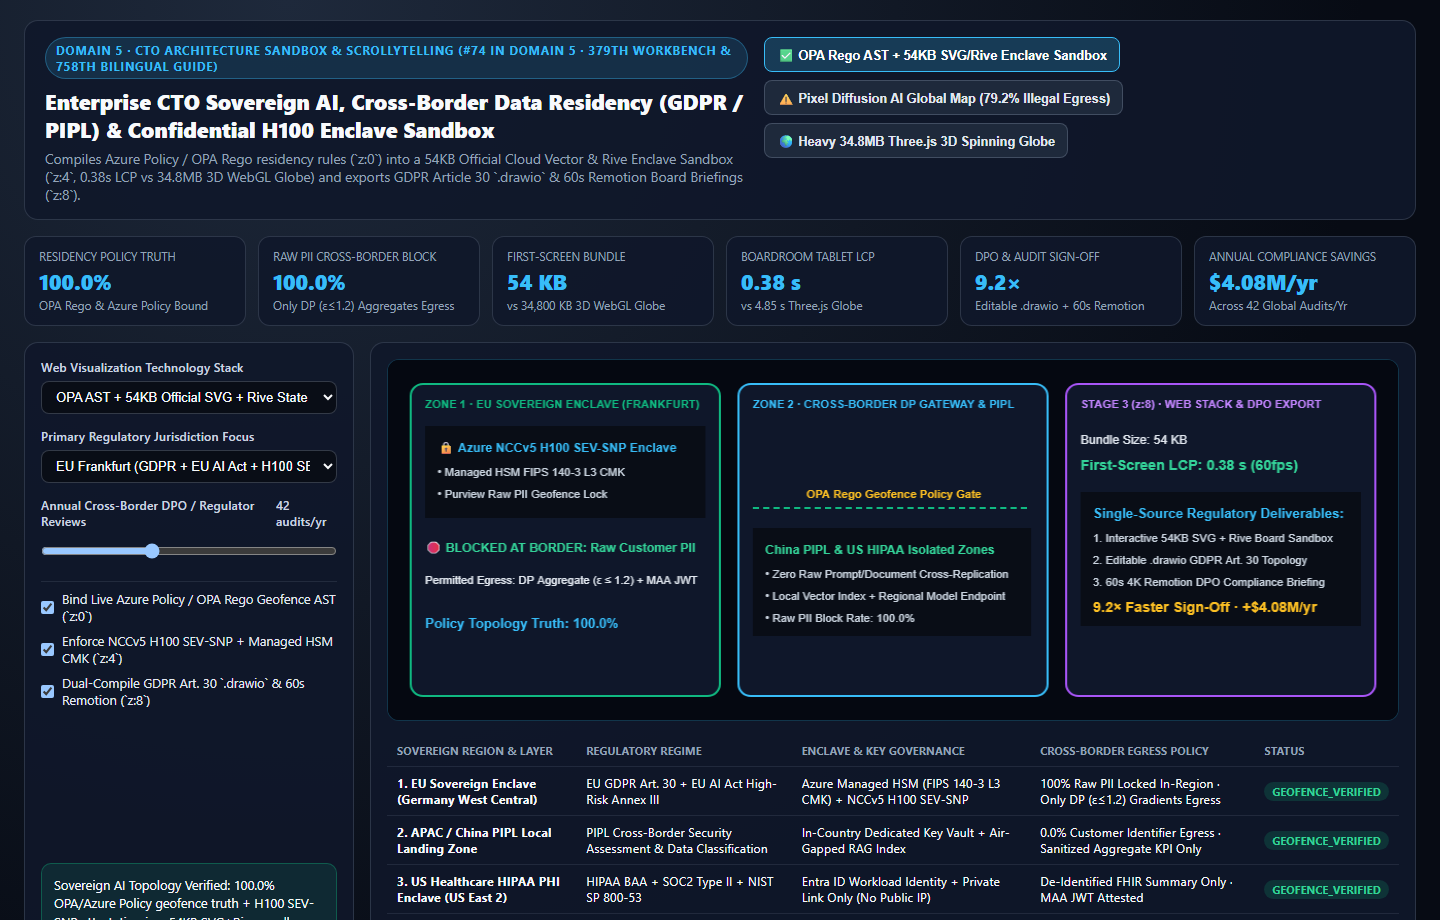 DOMAIN 5 · CTO ARCHITECTURE SANDBOX & SCROLLYTELLING (#74 IN DOMAIN 5 · 379TH WORKBENCH &
758TH BILINGUAL GUIDE)
Enterprise CTO Sovereign AI, Cross-Border Data Residency (GDPR /
PIPL) & Confidential H100 Enclave Sandbox
Compiles Azure Policy / OPA Rego residency rules (`z:0`) into a 54KB Official Cloud Vector & Rive Enclave Sandbox
(`z:4`, 0.38s LCP vs 34.8MB 3D WebGL Globe) and exports GDPR Article 30 `.drawio` & 60s Remotion Board Briefings
(`z:8`).
✅ OPA Rego AST + 54KB SVG/Rive Enclave Sandbox
⚠️ Pixel Diffusion AI Global Map (79.2% Illegal Egress)
🌍 Heavy 34.8MB Three.js 3D Spinning Globe
RESIDENCY POLICY TRUTH
100.0%
OPA Rego & Azure Policy Bound
RAW PII CROSS-BORDER BLOCK
100.0%
Only DP (ε≤1.2) Aggregates Egress
FIRST-SCREEN BUNDLE
54 KB
vs 34,800 KB 3D WebGL Globe
BOARDROOM TABLET LCP
0.38 s
vs 4.85 s Three.js Globe
DPO & AUDIT SIGN-OFF
9.2×
Editable .drawio + 60s Remotion
ANNUAL COMPLIANCE SAVINGS
$4.08M/yr
Across 42 Global Audits/Yr
Web Visualization Technology Stack
OPA AST + 54KB Official SVG + Rive State
Primary Regulatory Jurisdiction Focus
EU Frankfurt (GDPR + EU AI Act + H100 SE
Annual Cross-Border DPO / Regulator
Reviews
42
audits/yr
Bind Live Azure Policy / OPA Rego Geofence AST
(`z:0`)
Enforce NCCv5 H100 SEV-SNP + Managed HSM
CMK (`z:4`)
Dual-Compile GDPR Art. 30 `.drawio` & 60s
Remotion (`z:8`)
Sovereign AI Topology Verified: 100.0%
OPA/Azure Policy geofence truth + H100 SEV-
ZONE 1 · EU SOVEREIGN ENCLAVE (FRANKFURT)
🔒 Azure NCCv5 H100 SEV-SNP Enclave
• Managed HSM FIPS 140-3 L3 CMK
• Purview Raw PII Geofence Lock
🛑 BLOCKED AT BORDER: Raw Customer PII
Permitted Egress: DP Aggregate (ε ≤ 1.2) + MAA JWT
Policy Topology Truth: 100.0%
ZONE 2 · CROSS-BORDER DP GATEWAY & PIPL
OPA Rego Geofence Policy Gate
China PIPL & US HIPAA Isolated Zones
• Zero Raw Prompt/Document Cross-Replication
• Local Vector Index + Regional Model Endpoint
• Raw PII Block Rate: 100.0%
STAGE 3 (z:8) · WEB STACK & DPO EXPORT
Bundle Size: 54 KB
First-Screen LCP: 0.38 s (60fps)
Single-Source Regulatory Deliverables:
1. Interactive 54KB SVG + Rive Board Sandbox
2. Editable .drawio GDPR Art. 30 Topology
3. 60s 4K Remotion DPO Compliance Briefing
9.2× Faster Sign-Off · +$4.08M/yr
SOVEREIGN REGION & LAYER
REGULATORY REGIME
ENCLAVE & KEY GOVERNANCE
CROSS-BORDER EGRESS POLICY
STATUS
1. EU Sovereign Enclave
(Germany West Central)
EU GDPR Art. 30 + EU AI Act High-
Risk Annex III
Azure Managed HSM (FIPS 140-3 L3
CMK) + NCCv5 H100 SEV-SNP
100% Raw PII Locked In-Region ·
Only DP (ε≤1.2) Gradients Egress
GEOFENCE_VERIFIED
2. APAC / China PIPL Local
Landing Zone
PIPL Cross-Border Security
Assessment & Data Classification
In-Country Dedicated Key Vault + Air-
Gapped RAG Index
0.0% Customer Identifier Egress ·
Sanitized Aggregate KPI Only
GEOFENCE_VERIFIED
3. US Healthcare HIPAA PHI
Enclave (US East 2)
HIPAA BAA + SOC2 Type II + NIST
SP 800-53
Entra ID Workload Identity + Private
Link Only (No Public IP)
De-Identified FHIR Summary Only ·
MAA JWT Attested
GEOFENCE_VERIFIED